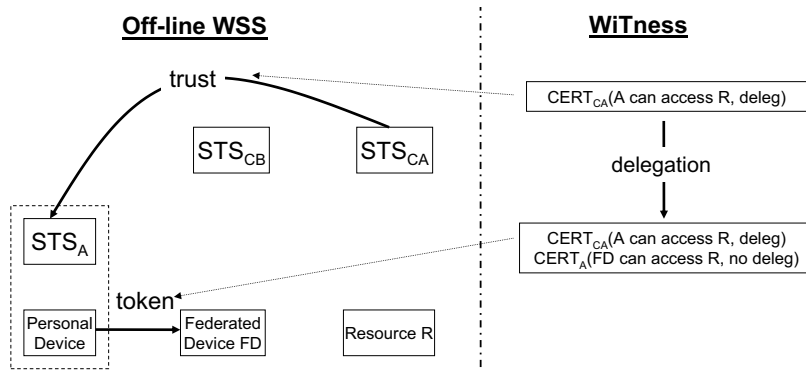 Off-line WSS
WiTness
trust
CERT_CA(A can access R, deleg)
STS_CB
STS_CA
delegation
STS_A
CERT_CA(A can access R, deleg)
CERT_A(FD can access R, no deleg)
token
Personal
Device
Federated
Device FD
Resource R